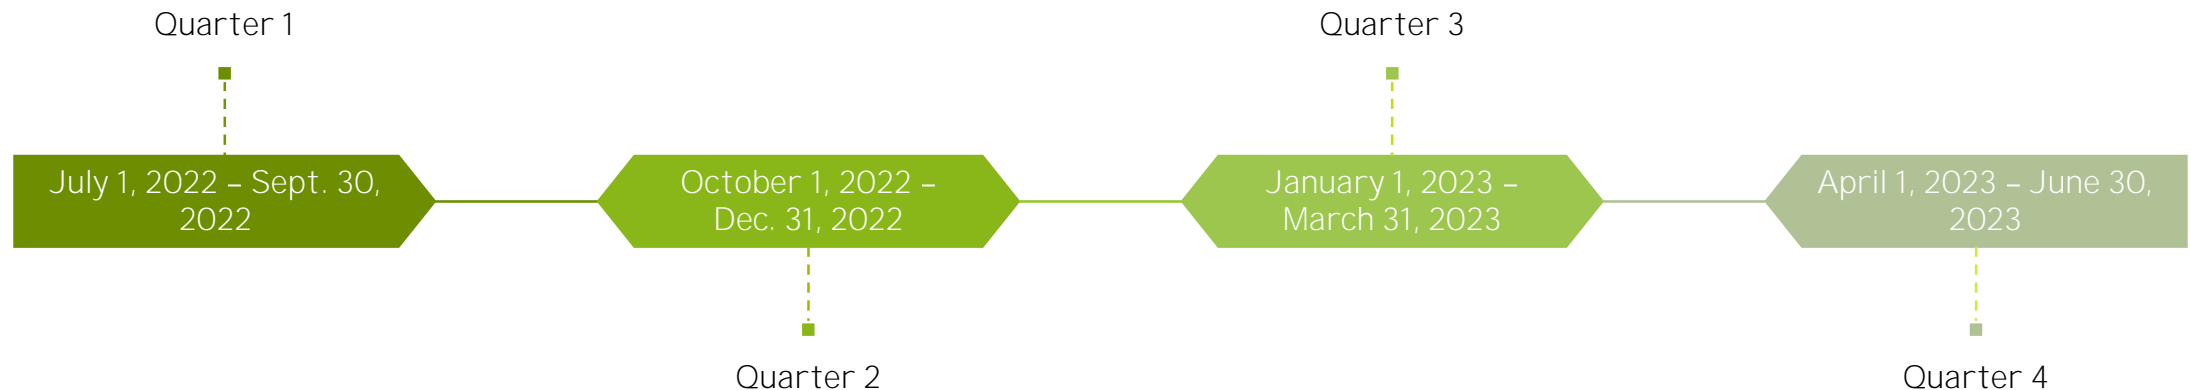 Quarter 1
July 1, 2022 – Sept. 30,
2022
October 1, 2022 –
Dec. 31, 2022
Quarter 2
Quarter 3
January 1, 2023 –
March 31, 2023
April 1, 2023 – June 30,
2023
Quarter 4